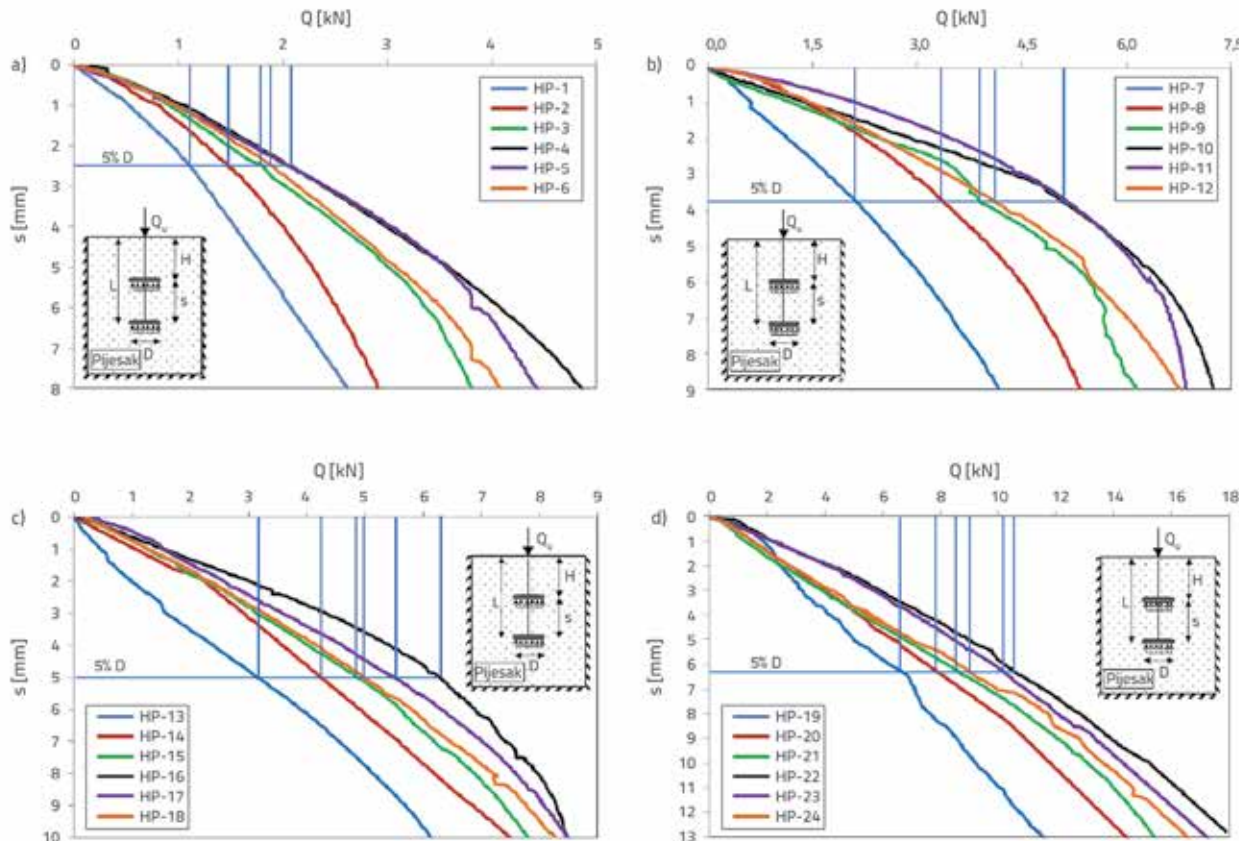 Q [kN]
0 1 2 3 4 5
a)
0
1
2
3
4
5
6
7
8
s [mm]
5% D
HP-1
HP-2
HP-3
HP-4
HP-5
HP-6
Qu
H
L
s
D
Pijesak
Q [kN]
0,0 1,5 3,0 4,5 6,0 7,5
b)
0
1
2
3
4
5
6
7
8
9
s [mm]
5% D
HP-7
HP-8
HP-9
HP-10
HP-11
HP-12
Qu
H
L
s
D
Pijesak
Q [kN]
0 1 2 3 4 5 6 7 8 9
c)
0
1
2
3
4
5
6
7
8
9
10
s [mm]
5% D
HP-13
HP-14
HP-15
HP-16
HP-17
HP-18
Qu
H
L
s
D
Pijesak
Q [kN]
0 2 4 6 8 10 12 14 16 18
d)
0
1
2
3
4
5
6
7
8
9
10
11
12
13
s [mm]
5% D
HP-19
HP-20
HP-21
HP-22
HP-23
HP-24
Qu
H
L
s
D
Pijesak